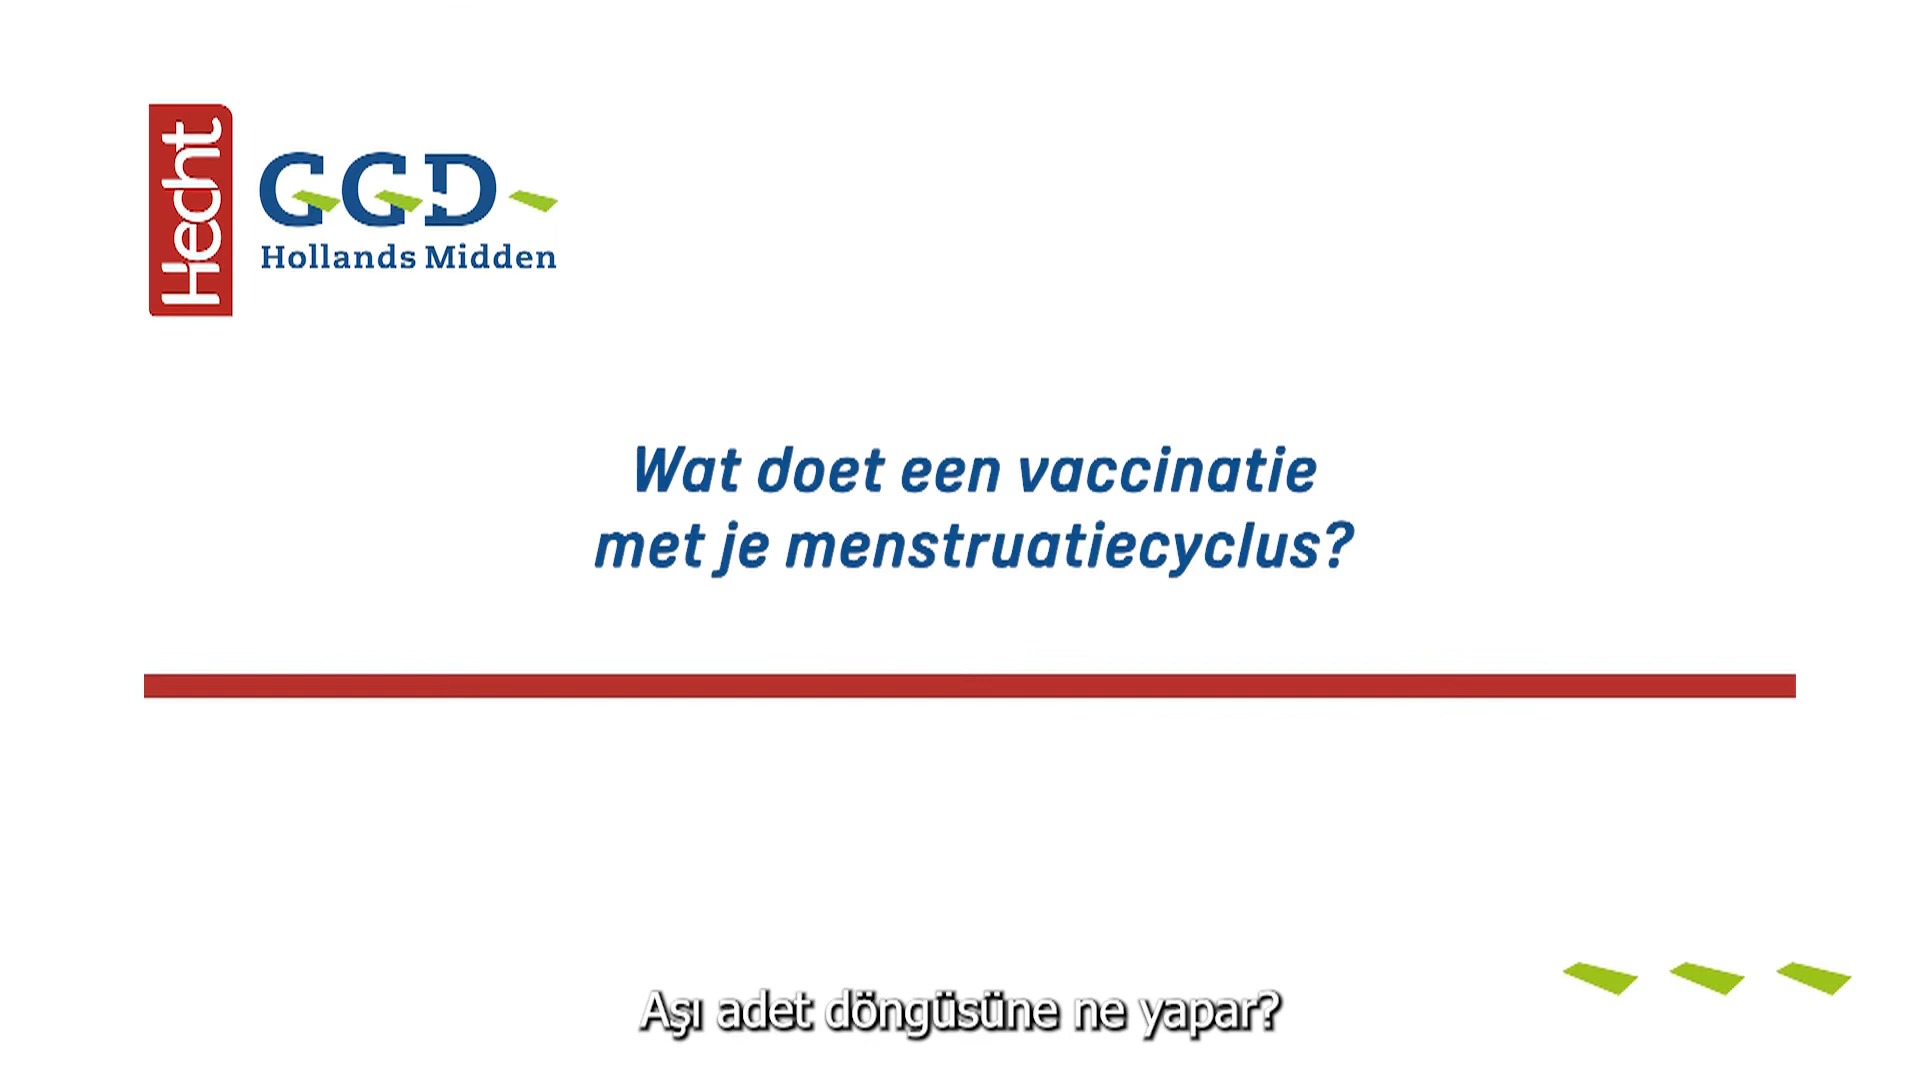 Hecht
GGD
Hollands Midden
Wat doet een vaccinatie
met je menstruatiecyclus?
Aşı adet döngüsüne ne yapar?